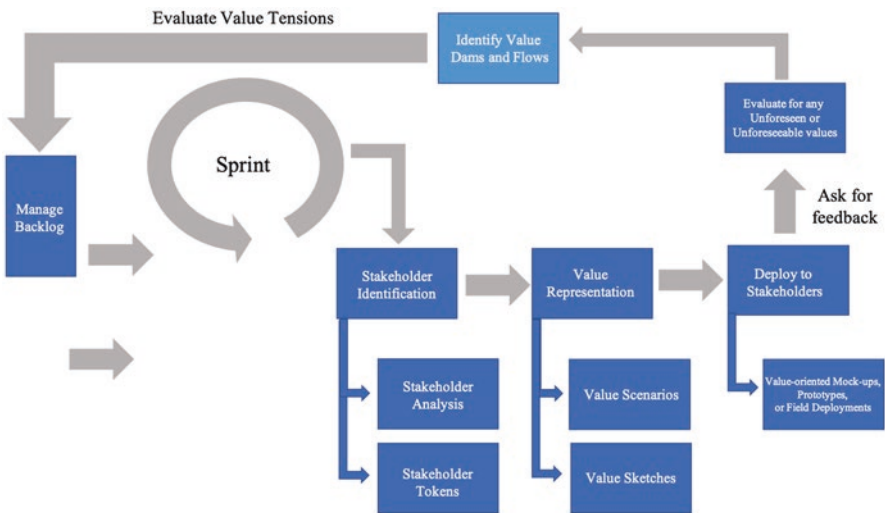 Evaluate Value Tensions
Identify Value
Dams and Flows
Evaluate for any
Unforeseen or
Unforeseeable values
Sprint
Manage
Backlog
Ask for
feedback
Stakeholder
Identification
Value
Representation
Deploy to
Stakeholders
Stakeholder
Analysis
Value Scenarios
Value-oriented Mock-ups,
Prototypes,
or Field Deployments
Stakeholder
Tokens
Value Sketches